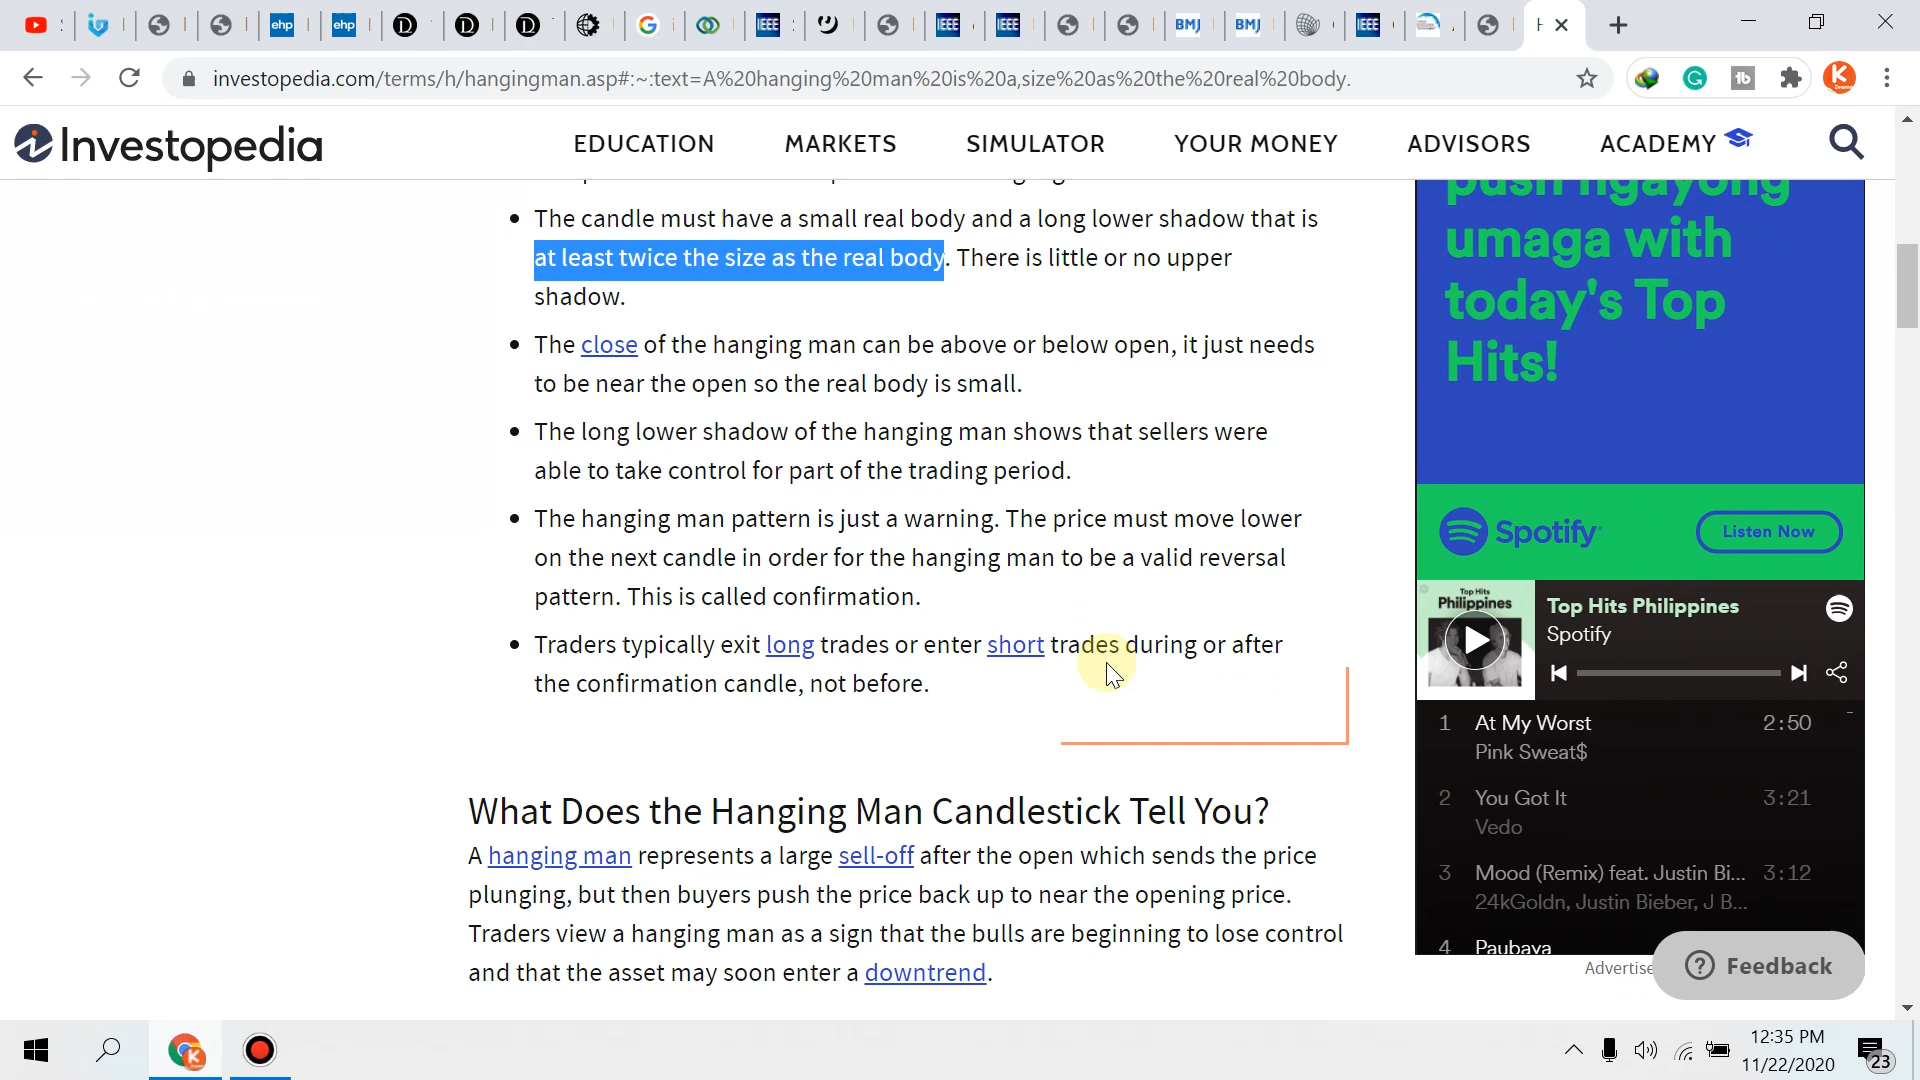 ehp
ehp
IEEE
IEEE
IEEE
BMJ
BMJ
IEEE
investopedia.com/terms/h/hangingman.asp#:~:text=A%20hanging%20man%20is%20a,size%20as%20the%20real%20body.
Investopedia
EDUCATION
MARKETS
SIMULATOR
YOUR MONEY
ADVISORS
ACADEMY
The candle must have a small real body and a long lower shadow that is
at least twice the size as the real body. There is little or no upper
shadow.
The close of the hanging man can be above or below open, it just needs
to be near the open so the real body is small.
The long lower shadow of the hanging man shows that sellers were
able to take control for part of the trading period.
The hanging man pattern is just a warning. The price must move lower
on the next candle in order for the hanging man to be a valid reversal
pattern. This is called confirmation.
Traders typically exit long trades or enter short trades during or after
the confirmation candle, not before.
What Does the Hanging Man Candlestick Tell You?
A hanging man represents a large sell-off after the open which sends the price
plunging, but then buyers push the price back up to near the opening price.
Traders view a hanging man as a sign that the bulls are beginning to lose control
and that the asset may soon enter a downtrend.
push ngayong
umaga with
today's Top
Hits!
Spotify
Listen Now
Top Hits
Philippines
Top Hits Philippines
Spotify
1 At My Worst 2:50
Pink Sweat$
2 You Got It 3:21
Vedo
3 Mood (Remix) feat. Justin Bi... 3:12
24kGoldn, Justin Bieber, J B...
4 Paubaya
Advertise
Feedback
12:35 PM
11/22/2020
23